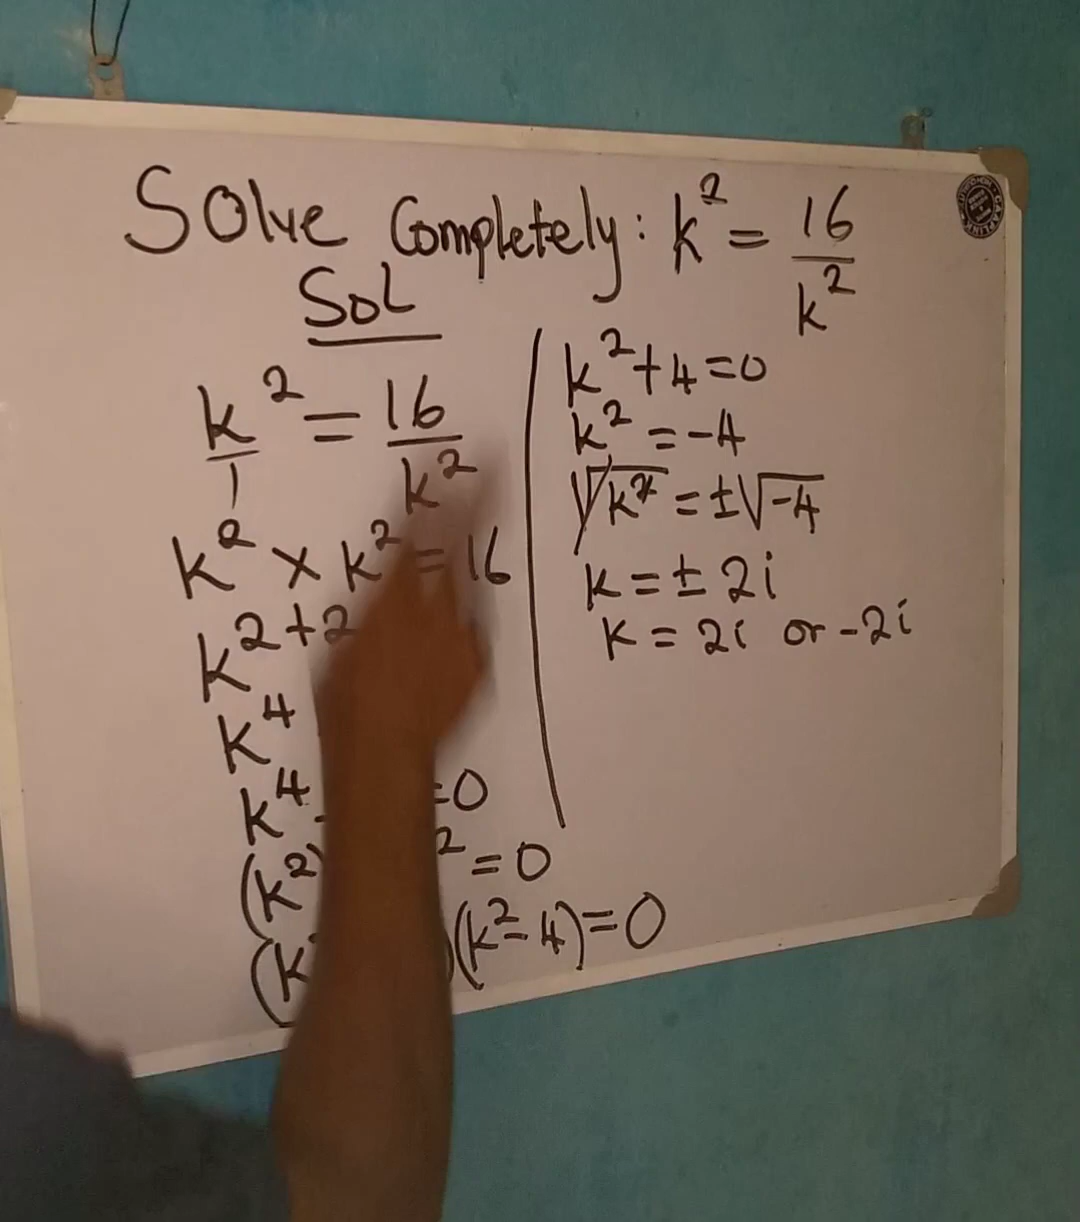 Solve Completely: k² = 16/k²
Sol
k²/1 = 16/k²
k² × k² = 16
k²⁺²
k⁴
k⁴ =0
(k²) ² = 0
(k )(k²-4)=0
k²+4=0
k² = -4
√k² = ±√-4
k = ± 2i
k = 2i or -2i